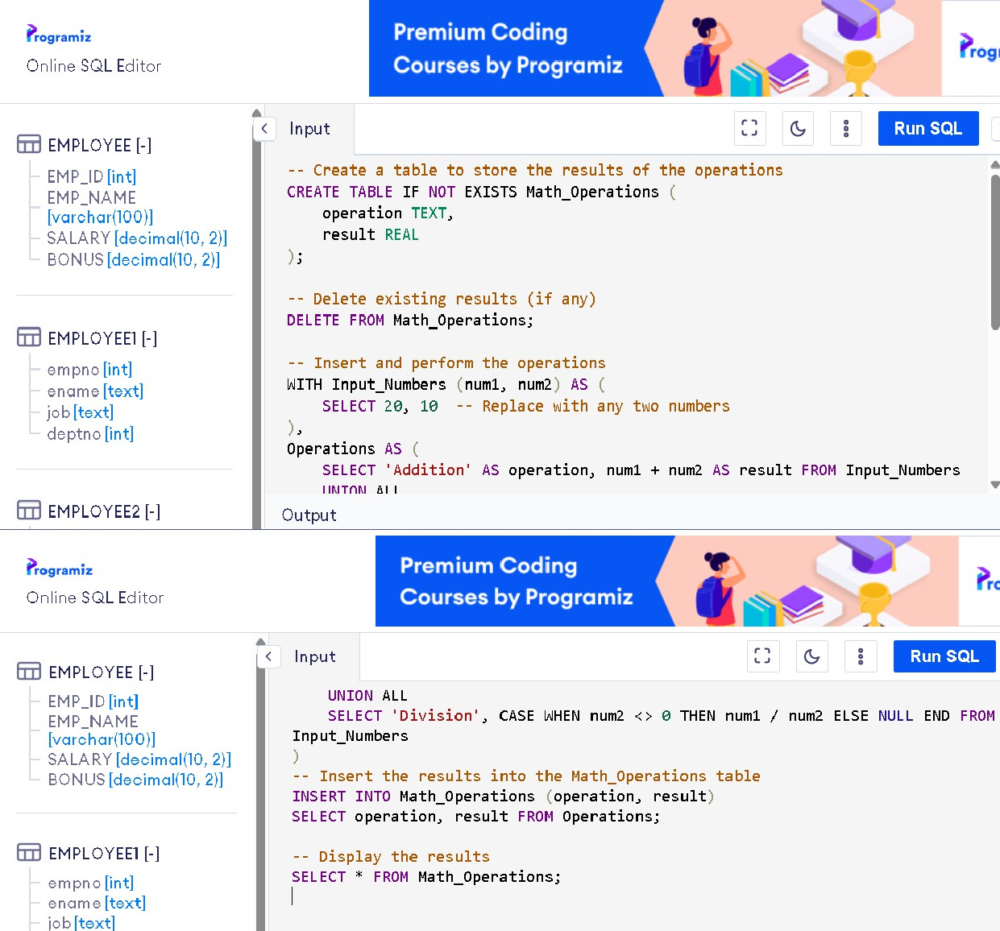 Programiz
Online SQL Editor
Premium Coding
Courses by Programiz
EMPLOYEE [-]
EMP_ID [int]
EMP_NAME
[varchar(100)]
SALARY [decimal(10, 2)]
BONUS [decimal(10, 2)]
EMPLOYEE1 [-]
empno [int]
ename [text]
job [text]
deptno [int]
EMPLOYEE2 [-]
Input
Run SQL
-- Create a table to store the results of the operations
CREATE TABLE IF NOT EXISTS Math_Operations (
    operation TEXT,
    result REAL
);
-- Delete existing results (if any)
DELETE FROM Math_Operations;
-- Insert and perform the operations
WITH Input_Numbers (num1, num2) AS (
    SELECT 20, 10  -- Replace with any two numbers
),
Operations AS (
    SELECT 'Addition' AS operation, num1 + num2 AS result FROM Input_Numbers
    UNION ALL
Output
Programiz
Online SQL Editor
Premium Coding
Courses by Programiz
EMPLOYEE [-]
EMP_ID [int]
EMP_NAME
[varchar(100)]
SALARY [decimal(10, 2)]
BONUS [decimal(10, 2)]
EMPLOYEE1 [-]
empno [int]
ename [text]
job [text]
Input
Run SQL
    UNION ALL
    SELECT 'Division', CASE WHEN num2 <> 0 THEN num1 / num2 ELSE NULL END FROM
Input_Numbers
)
-- Insert the results into the Math_Operations table
INSERT INTO Math_Operations (operation, result)
SELECT operation, result FROM Operations;
-- Display the results
SELECT * FROM Math_Operations;